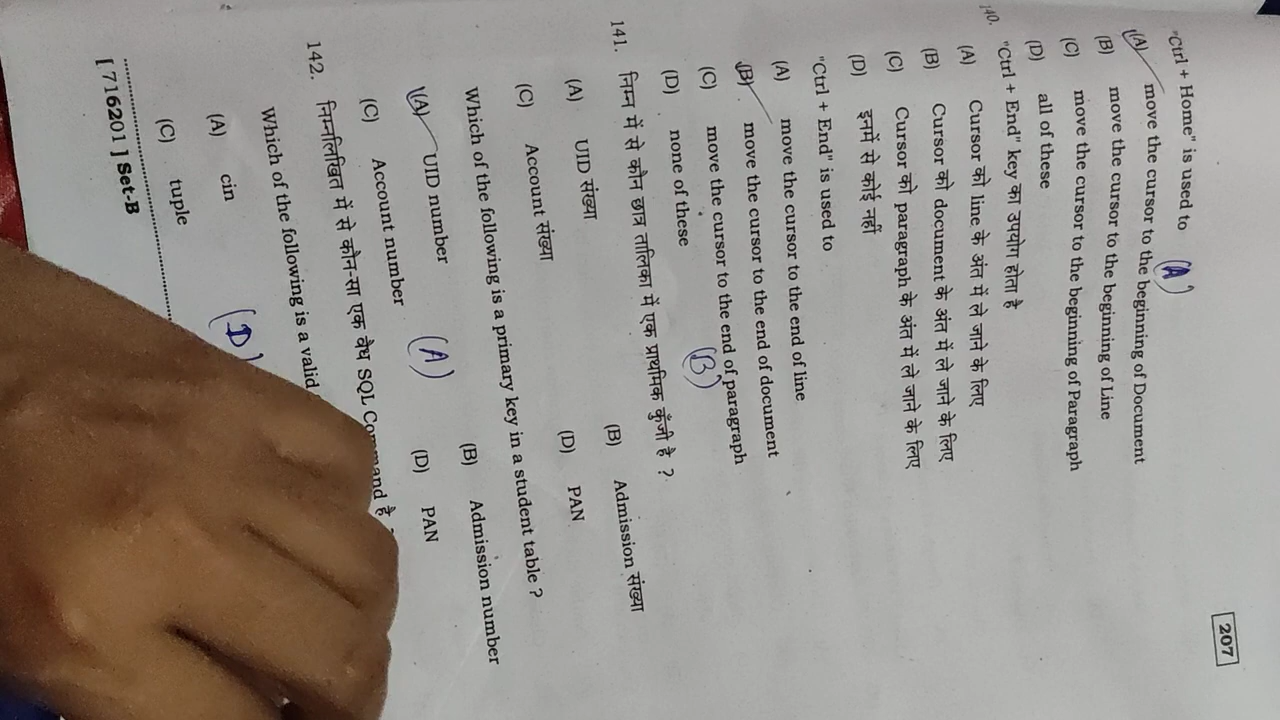 207
"Ctrl + Home" is used to (A)
(A) move the cursor to the beginning of Document
(B) move the cursor to the beginning of Line
(C) move the cursor to the beginning of Paragraph
(D) all of these
140. "Ctrl + End" key का उपयोग होता है
(A) Cursor को line के अंत में ले जाने के लिए
(B) Cursor को document के अंत में ले जाने के लिए
(C) Cursor को paragraph के अंत में ले जाने के लिए
(D) इनमें से कोई नहीं
"Ctrl + End" is used to
(A) move the cursor to the end of line
(B) move the cursor to the end of document
(C) move the cursor to the end of paragraph
(D) none of these (B)
141. निम्न में से कौन छात्र तालिका में एक प्राथमिक कुँजी है ?
(A) UID संख्या (B) Admission संख्या
(C) Account संख्या (D) PAN
Which of the following is a primary key in a student table ?
(A) UID number (B) Admission number
(C) Account number (A) (D) PAN
142. निम्नलिखित में से कौन-सा एक वैध SQL Command है
Which of the following is a valid
(A) cin (D)
(C) tuple
[ 716201 ] Set-B